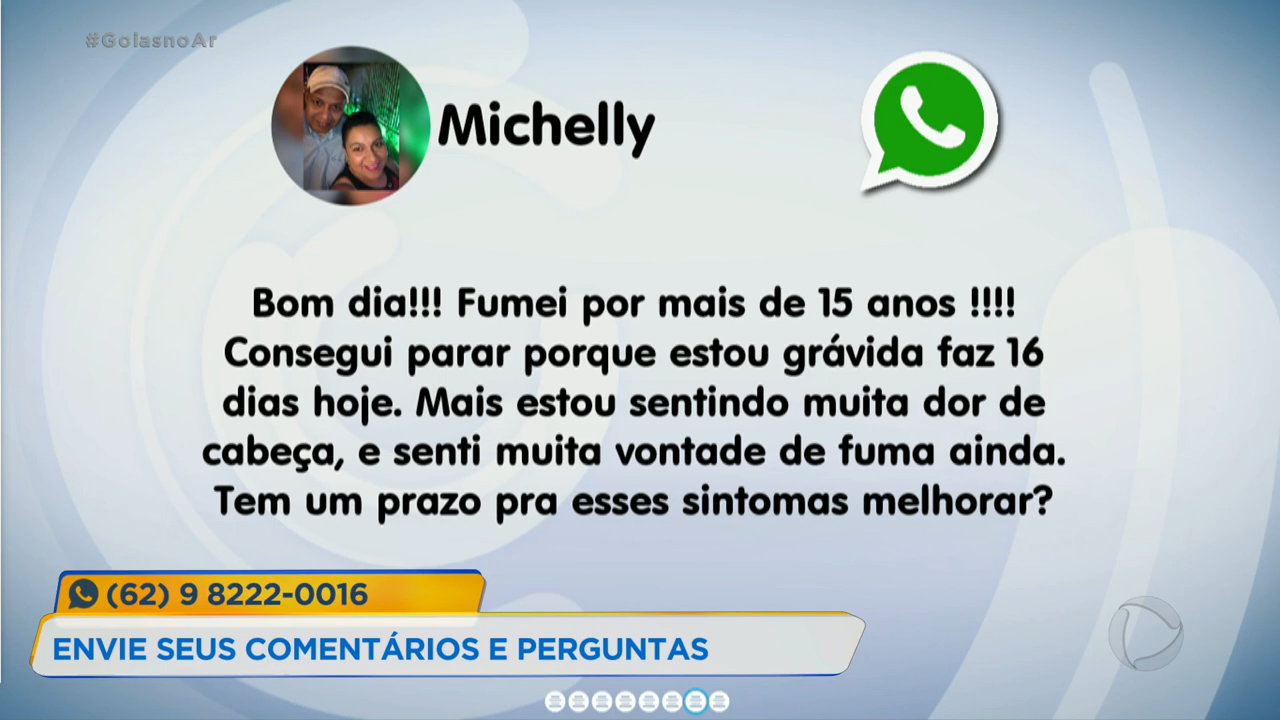 #GoiasnoAr
Michelly
Bom dia!!! Fumei por mais de 15 anos !!!!
Consegui parar porque estou grávida faz 16
dias hoje. Mais estou sentindo muita dor de
cabeça, e senti muita vontade de fuma ainda.
Tem um prazo pra esses sintomas melhorar?
(62) 9 8222-0016
ENVIE SEUS COMENTÁRIOS E PERGUNTAS